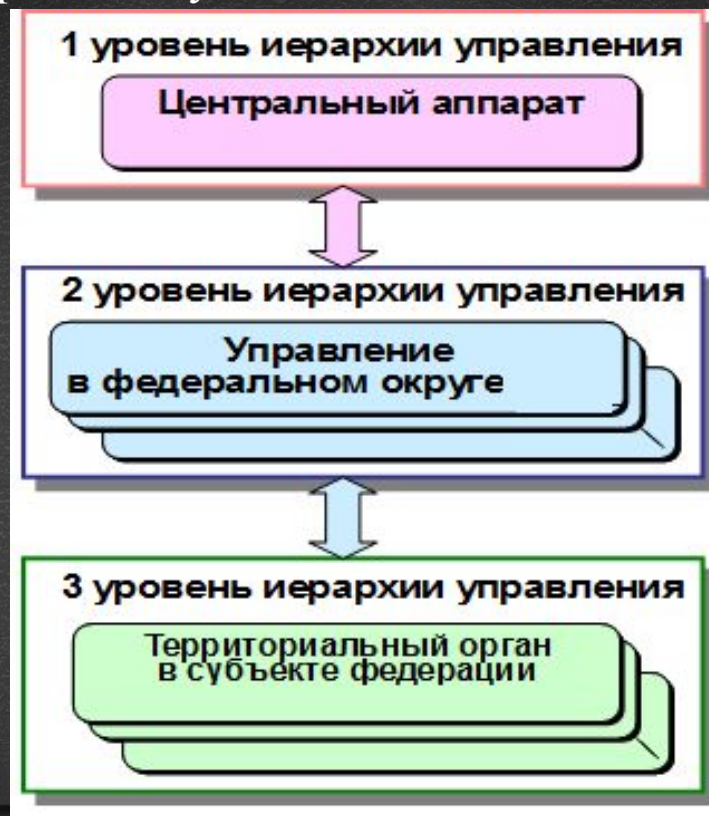 1 уровень иерархии управления
Центральный аппарат
2 уровень иерархии управления
Управление
в федеральном округе
3 уровень иерархии управления
Территориальный орган
в субъекте федерации